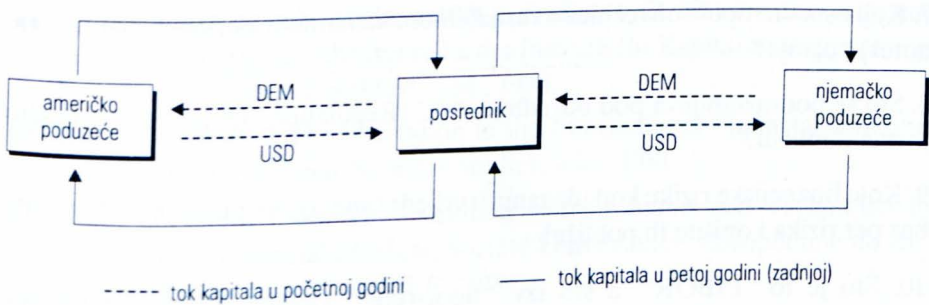 američko
poduzeće
DEM
USD
posrednik
DEM
USD
njemačko
poduzeće
tok kapitala u početnoj godini
tok kapitala u petoj godini (zadnjoj)